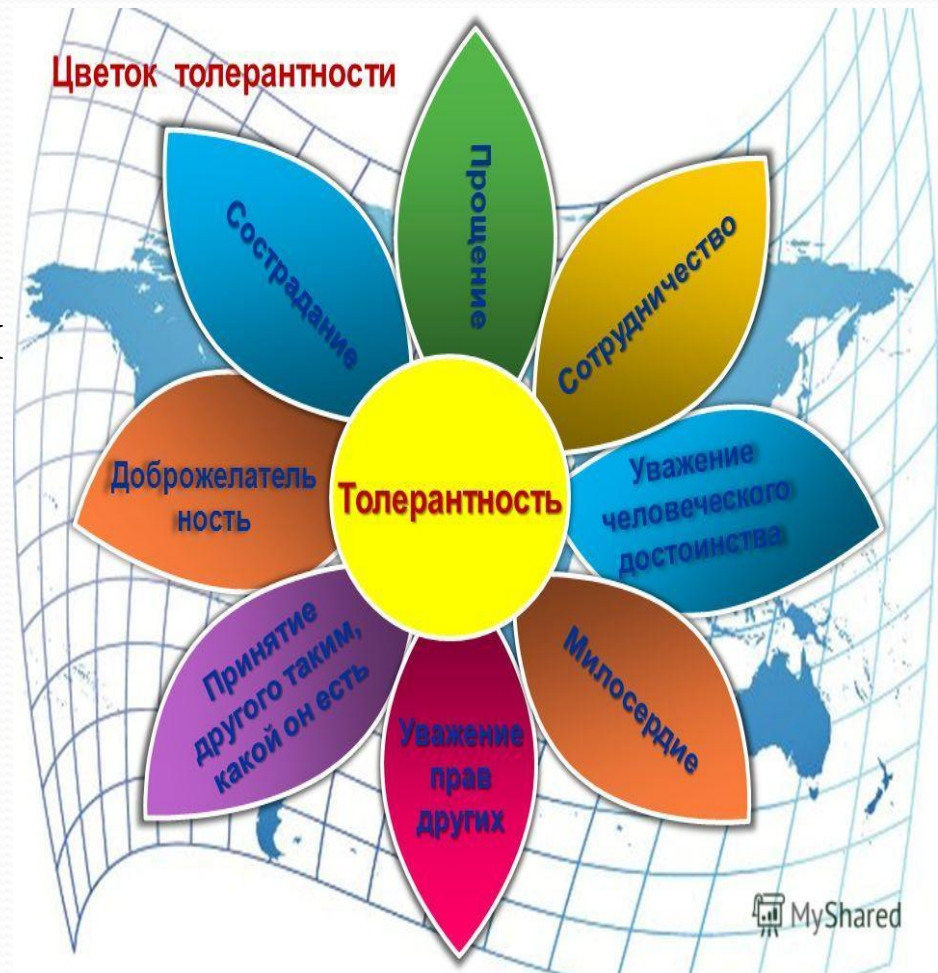 Цветок толерантности
Прощение
Сострадание
Сотрудничество
Доброжелатель
ность
Толерантность
Уважение
человеческого
достоинства
Принятие
другого таким,
какой он есть
Уважение
прав
других
Милосердие
MyShared